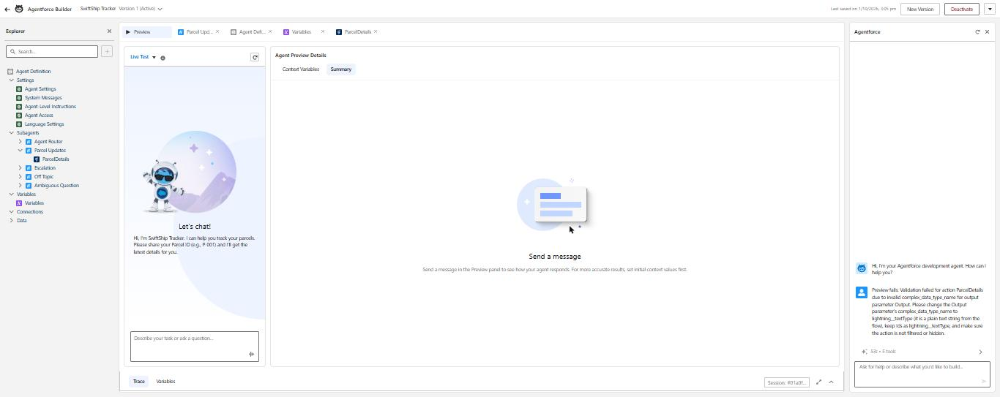 Agentforce Builder SwiftShip Tracker Version 1 (Active)
Last saved on 1/10/2026, 3:05 pm New Version Deactivate
Explorer
Search...
Agent Definition
Settings
Agent Settings
System Messages
Agent-Level Instructions
Agent Access
Language Settings
Subagents
Agent Router
Parcel Updates
ParcelDetails
Escalation
Off Topic
Ambiguous Question
Variables
Variables
Connections
Data
Preview Parcel Upd... Agent Defi... Variables ParcelDetails
Live Test
Let's chat!
Hi, I'm SwiftShip Tracker. I can help you track your parcels.
Please share your Parcel ID (e.g., P-001) and I'll get the
latest details for you.
Describe your task or ask a question...
Agent Preview Details
Context Variables Summary
Send a message
Send a message in the Preview panel to see how your agent responds. For more accurate results, set initial context values first.
Trace Variables
Session: #01a0f...
Agentforce
Hi, I'm your Agentforce development agent. How can I
help you?
Preview fails: Validation failed for action ParcelDetails
due to invalid complex_data_type_name for output
parameter Output. Please change the Output
parameter's complex_data_type_name to
lightning__textType (it is a plain text string from the
flow), keep Ids as lightning__textType, and make sure
the action is not filtered or hidden.
53s • 5 tools
Ask for help or describe what you'd like to build...